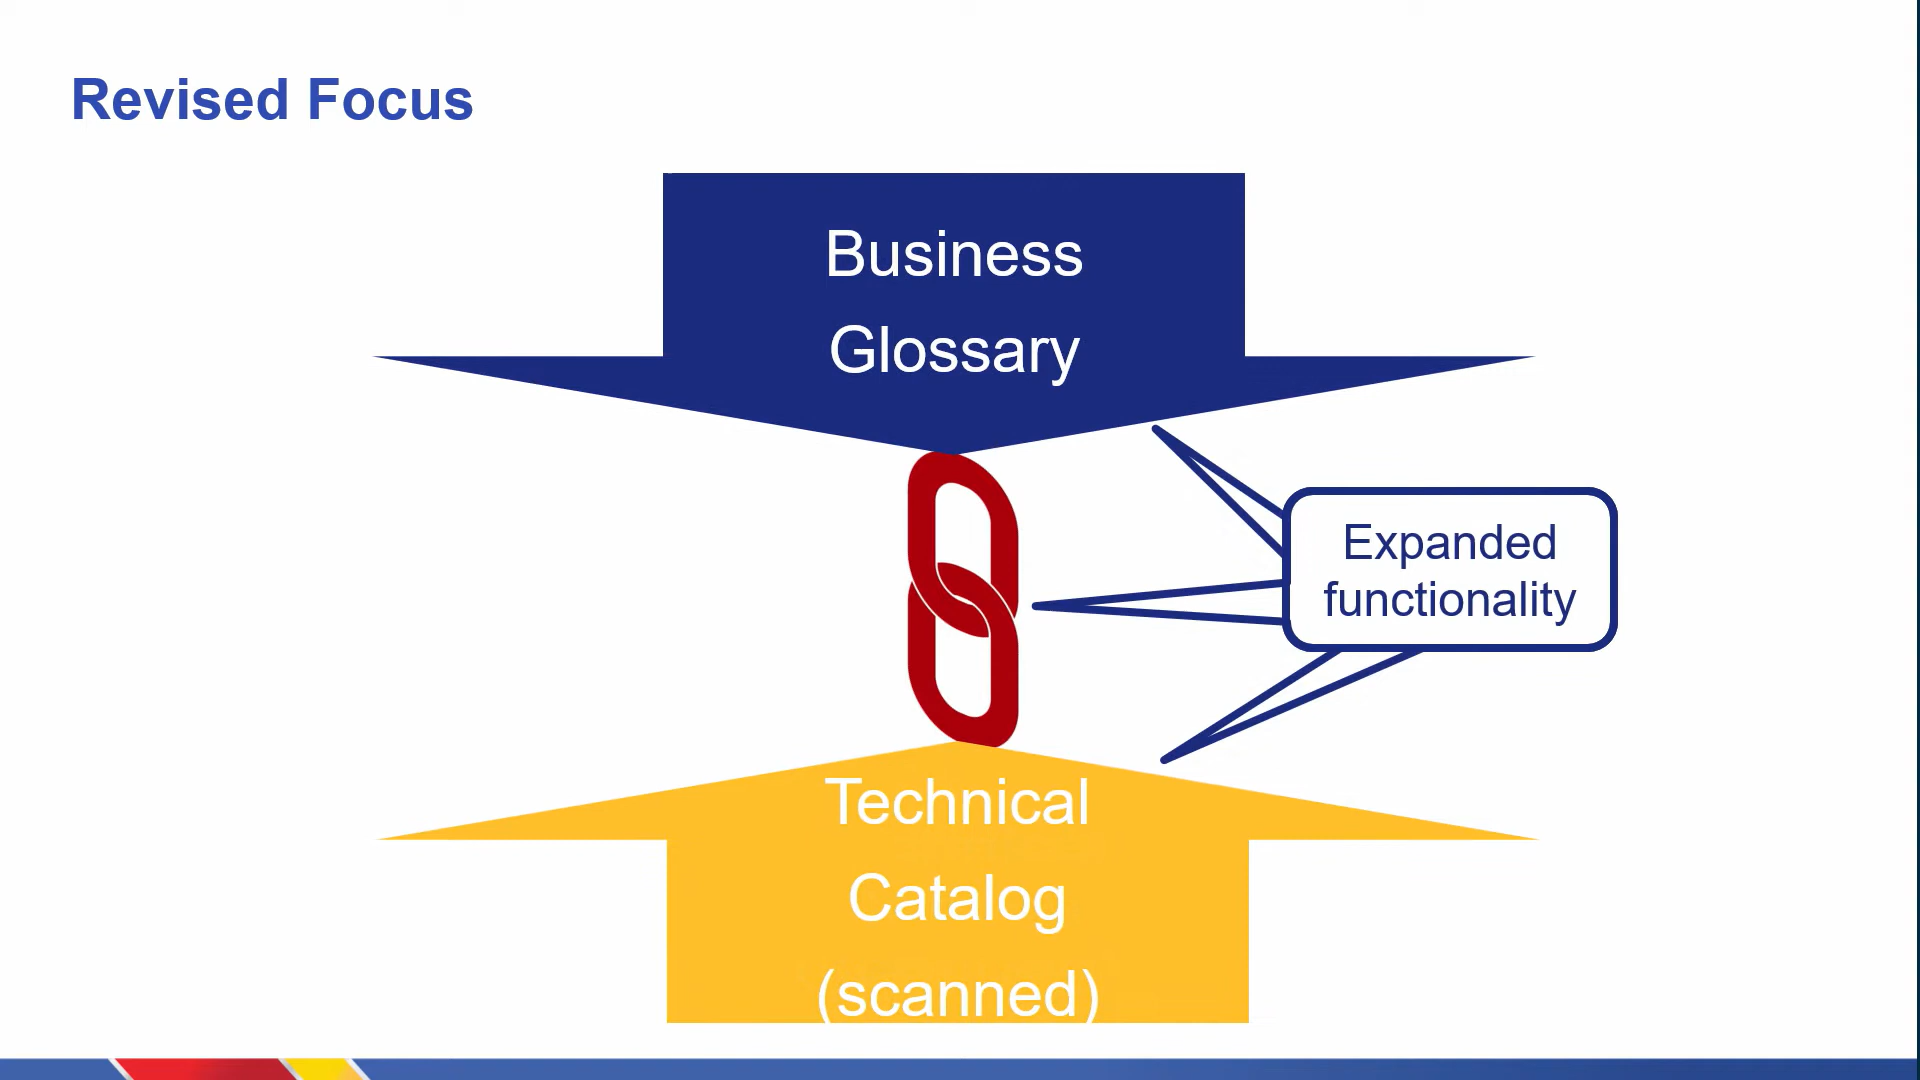 Revised Focus
Business
Glossary
Expanded
functionality
Technical
Catalog
(scanned)